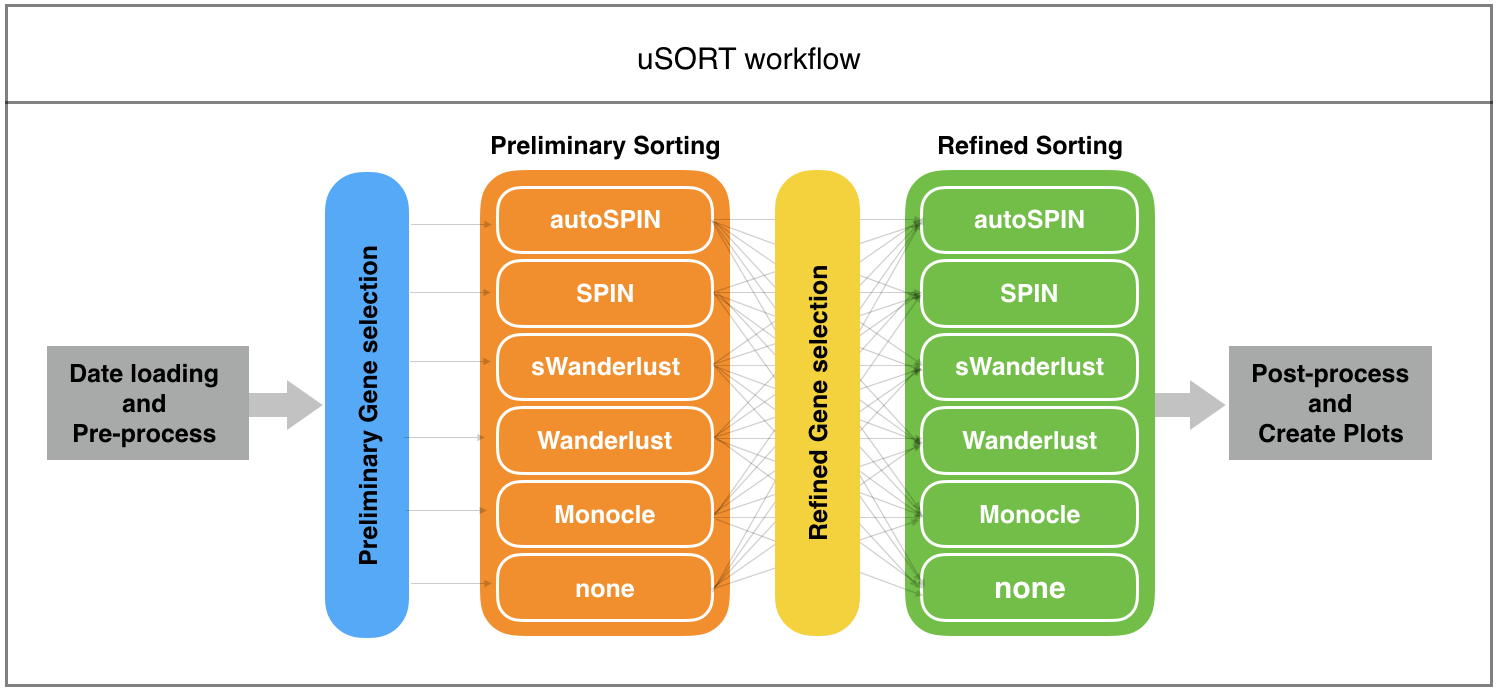 uSORT workflow
Date loading
and
Pre-process
Preliminary Gene selection
Preliminary Sorting
autoSPIN
SPIN
sWanderlust
Wanderlust
Monocle
none
Refined Gene selection
Refined Sorting
autoSPIN
SPIN
sWanderlust
Wanderlust
Monocle
none
Post-process
and
Create Plots